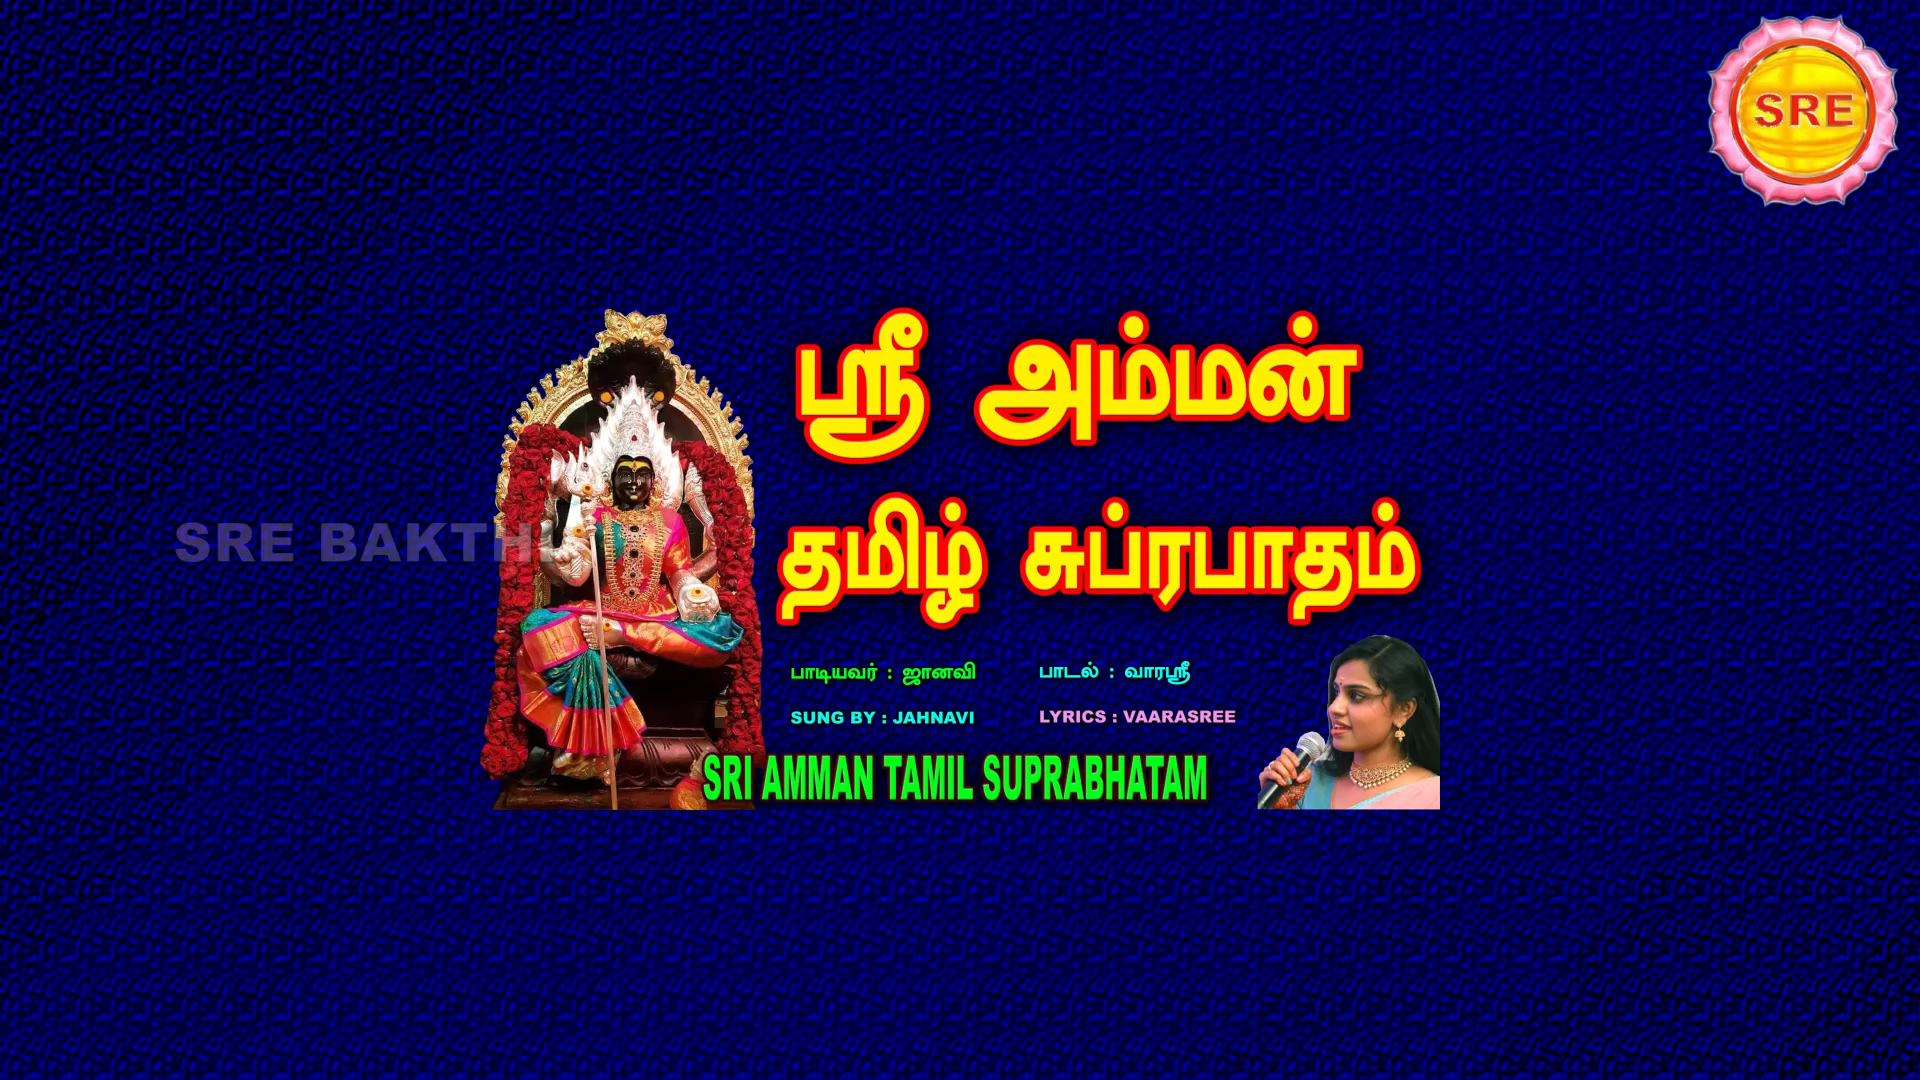 SRE
ஸ்ரீ அம்மன்
தமிழ் சுப்ரபாதம்
SRE BAKTHI
பாடியவர் : ஜானவி
பாடல் : வாரஸ்ரீ
SUNG BY : JAHNAVI
LYRICS : VAARASREE
SRI AMMAN TAMIL SUPRABHATAM